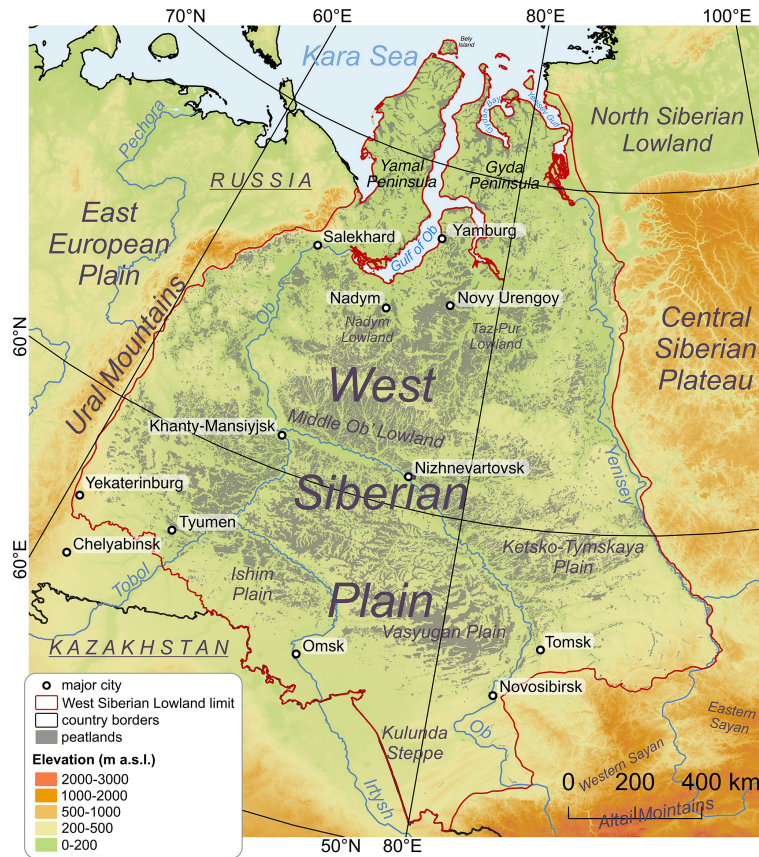 70°E
60°E
80°E
100°E
Kara Sea
Bely
Island
Pechora
Gydan Bay
Yenisei Gulf
North Siberian
Lowland
RUSSIA
Yamal
Peninsula
Gyda
Peninsula
East
European
Plain
Salekhard
Gulf of Ob
Yamburg
Ural Mountains
Ob
Nadym
Novy Urengoy
Nadym
Lowland
Taz-Pur
Lowland
60°N
Central
Siberian
Plateau
West
Khanty-Mansiyjsk
Middle Ob' Lowland
Nizhnevartovsk
Yenisey
Yekaterinburg
Siberian
Tyumen
Chelyabinsk
60°E
Tobol
Ketsko-Tymskaya
Plain
Ishim
Plain
Plain
Vasyugan Plain
KAZAKHSTAN
Omsk
Tomsk
Novosibirsk
Kulunda
Steppe
Ob
Eastern
Sayan
Western Sayan
Irtysh
Altai Mointains
0 200 400 km
major city
West Siberian Lowland limit
country borders
peatlands
Elevation (m a.s.l.)
2000-3000
1000-2000
500-1000
200-500
0-200
50°N
80°E